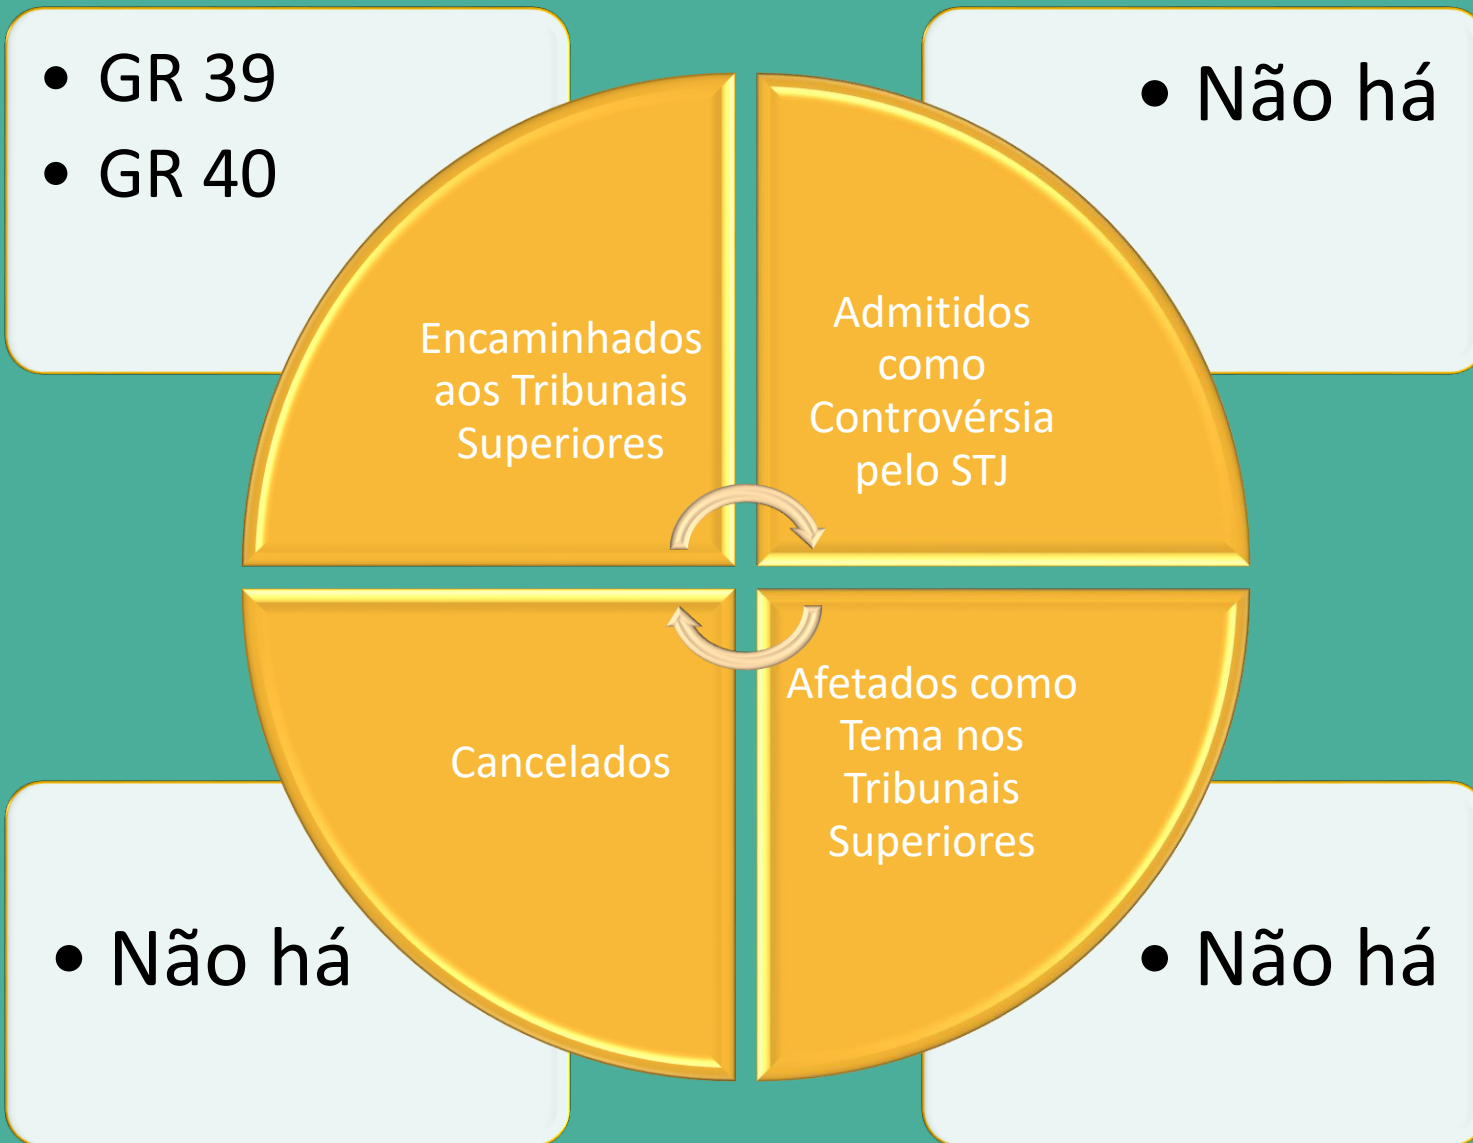 • GR 39
• GR 40
• Não há
Encaminhados
aos Tribunais
Superiores
Admitidos
como
Controvérsia
pelo STJ
Cancelados
Afetados como
Tema nos
Tribunais
Superiores
• Não há
• Não há